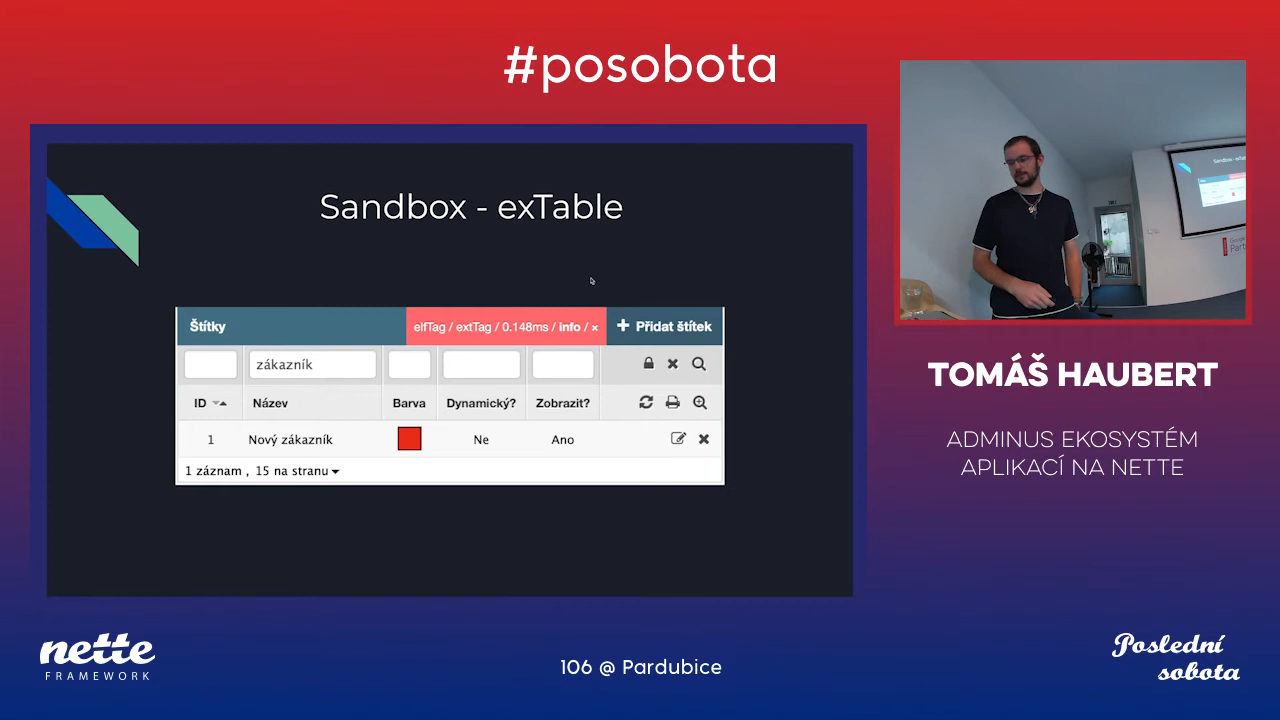 #posobota
Sandbox - exTable
Štítky
elfTag / extTag / 0.148ms / info / ×
+ Přidat štítek
zákazník
ID
Název
Barva
Dynamický?
Zobrazit?
1
Nový zákazník
Ne
Ano
1 záznam , 15 na stranu
TOMÁŠ HAUBERT
ADMINUS EKOSYSTÉM
APLIKACÍ NA NETTE
nette
FRAMEWORK
106 @ Pardubice
Poslední
sobota